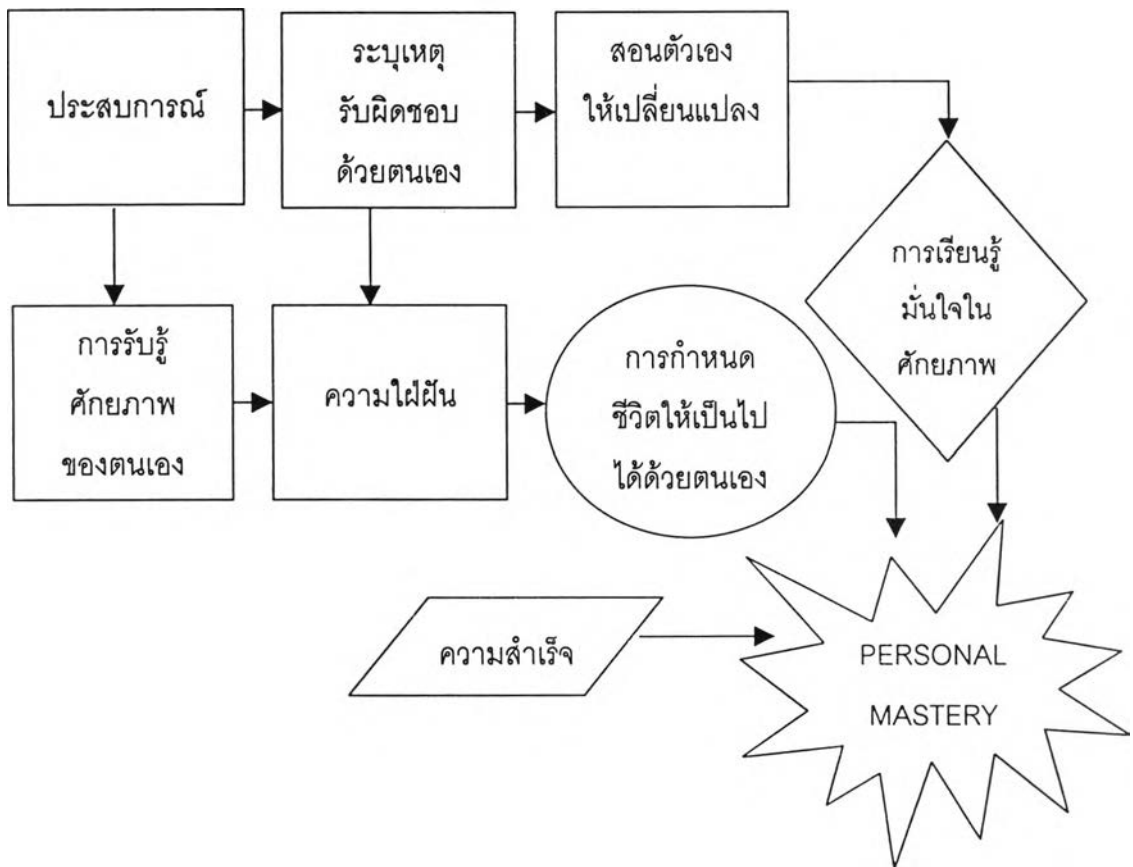 ประสบการณ์
ระบุเหตุ
รับผิดชอบ
ด้วยตนเอง
สอนตัวเอง
ให้เปลี่ยนแปลง
การเรียนรู้
มั่นใจใน
ศักยภาพ
การรับรู้
ศักยภาพ
ของตนเอง
ความใฝ่ฝัน
การกำหนด
ชีวิตให้เป็นไป
ได้ด้วยตนเอง
ความสำเร็จ
PERSONAL
MASTERY